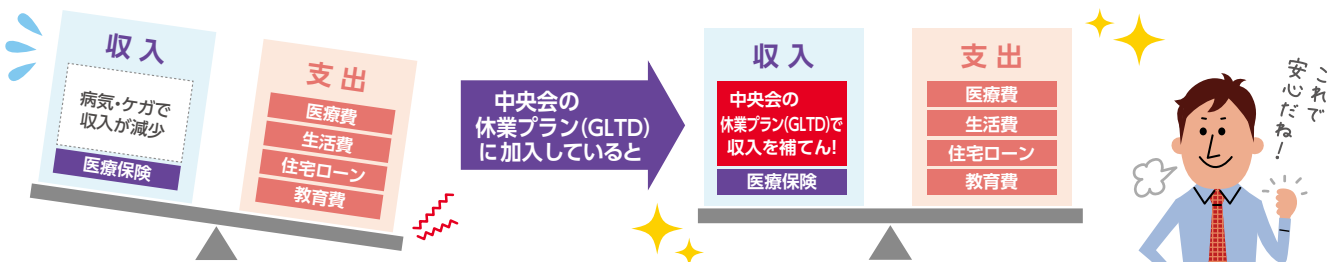 収入
病気・ケガで
収入が減少
医療保険
支出
医療費
生活費
住宅ローン
教育費
中央会の
休業プラン(GLTD)
に加入していると
収入
中央会の
休業プラン(GLTD)で
収入を補てん!
医療保険
支出
医療費
生活費
住宅ローン
教育費
これで
安心だね!